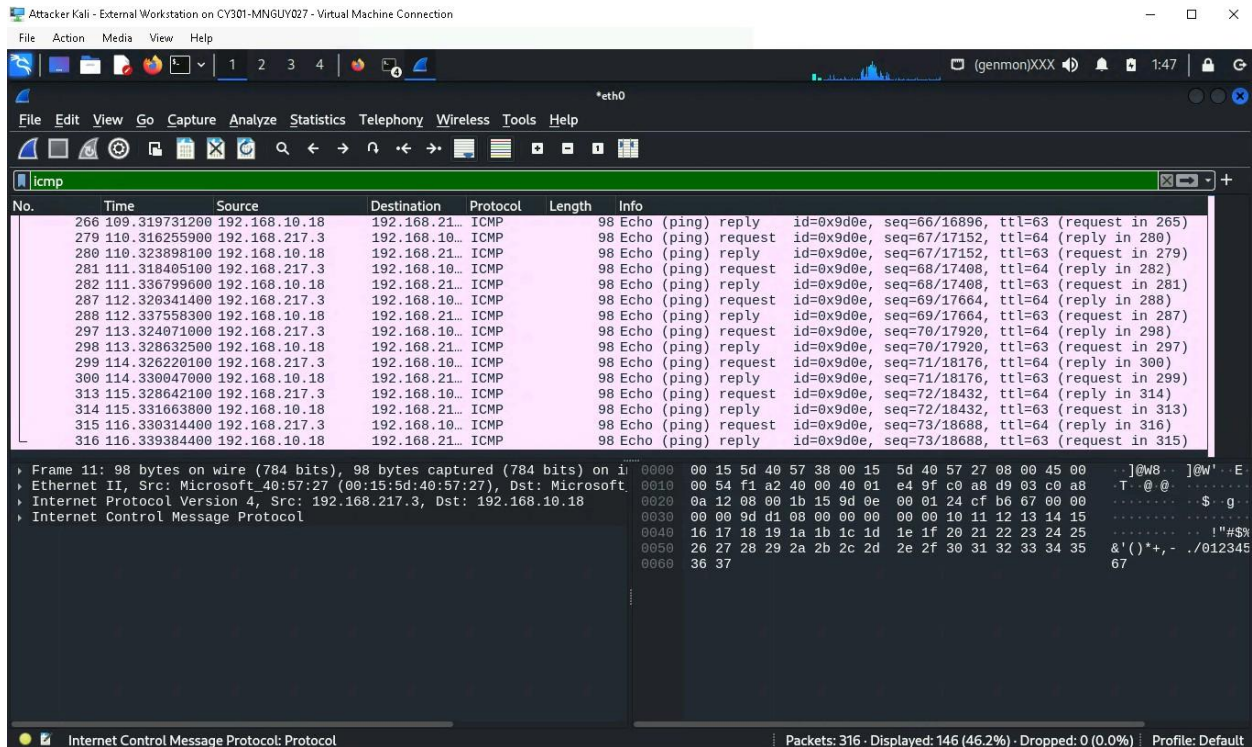 Attacker Kali - External Workstation on CY301-MNGUY027 - Virtual Machine Connection
File Action Media View Help
1 2 3 4 (genmon)XXX 1:47
*eth0
File Edit View Go Capture Analyze Statistics Telephony Wireless Tools Help
icmp
No. Time Source Destination Protocol Length Info
266 109.319731200 192.168.10.18 192.168.21… ICMP 98 Echo (ping) reply id=0x9d0e, seq=66/16896, ttl=63 (request in 265)
279 110.316255900 192.168.217.3 192.168.10… ICMP 98 Echo (ping) request id=0x9d0e, seq=67/17152, ttl=64 (reply in 280)
280 110.323898100 192.168.10.18 192.168.21… ICMP 98 Echo (ping) reply id=0x9d0e, seq=67/17152, ttl=63 (request in 279)
281 111.318405100 192.168.217.3 192.168.10… ICMP 98 Echo (ping) request id=0x9d0e, seq=68/17408, ttl=64 (reply in 282)
282 111.336799600 192.168.10.18 192.168.21… ICMP 98 Echo (ping) reply id=0x9d0e, seq=68/17408, ttl=63 (request in 281)
287 112.320341400 192.168.217.3 192.168.10… ICMP 98 Echo (ping) request id=0x9d0e, seq=69/17664, ttl=64 (reply in 288)
288 112.337558300 192.168.10.18 192.168.21… ICMP 98 Echo (ping) reply id=0x9d0e, seq=69/17664, ttl=63 (request in 287)
297 113.324071000 192.168.217.3 192.168.10… ICMP 98 Echo (ping) request id=0x9d0e, seq=70/17920, ttl=64 (reply in 298)
298 113.328632500 192.168.10.18 192.168.21… ICMP 98 Echo (ping) reply id=0x9d0e, seq=70/17920, ttl=63 (request in 297)
299 114.326220100 192.168.217.3 192.168.10… ICMP 98 Echo (ping) request id=0x9d0e, seq=71/18176, ttl=64 (reply in 300)
300 114.330047000 192.168.10.18 192.168.21… ICMP 98 Echo (ping) reply id=0x9d0e, seq=71/18176, ttl=63 (request in 299)
313 115.328642100 192.168.217.3 192.168.10… ICMP 98 Echo (ping) request id=0x9d0e, seq=72/18432, ttl=64 (reply in 314)
314 115.331663800 192.168.10.18 192.168.21… ICMP 98 Echo (ping) reply id=0x9d0e, seq=72/18432, ttl=63 (request in 313)
315 116.330314400 192.168.217.3 192.168.10… ICMP 98 Echo (ping) request id=0x9d0e, seq=73/18688, ttl=64 (reply in 316)
316 116.339384400 192.168.10.18 192.168.21… ICMP 98 Echo (ping) reply id=0x9d0e, seq=73/18688, ttl=63 (request in 315)
Frame 11: 98 bytes on wire (784 bits), 98 bytes captured (784 bits) on i
Ethernet II, Src: Microsoft_40:57:27 (00:15:5d:40:57:27), Dst: Microsoft_
Internet Protocol Version 4, Src: 192.168.217.3, Dst: 192.168.10.18
Internet Control Message Protocol
0000 00 15 5d 40 57 38 00 15 5d 40 57 27 08 00 45 00 ··]@W8·· ]@W'··E·
0010 00 54 f1 a2 40 00 40 01 e4 9f c0 a8 d9 03 c0 a8 ·T··@·@· ········
0020 0a 12 08 00 1b 15 9d 0e 00 01 24 cf b6 67 00 00 ········ ··$··g··
0030 00 00 9d d1 08 00 00 00 00 00 10 11 12 13 14 15 ········ ········
0040 16 17 18 19 1a 1b 1c 1d 1e 1f 20 21 22 23 24 25 ········ ·· !"#$%
0050 26 27 28 29 2a 2b 2c 2d 2e 2f 30 31 32 33 34 35 &'()*+,- ./012345
0060 36 37 67
Internet Control Message Protocol: Protocol
Packets: 316 · Displayed: 146 (46.2%) · Dropped: 0 (0.0%) Profile: Default